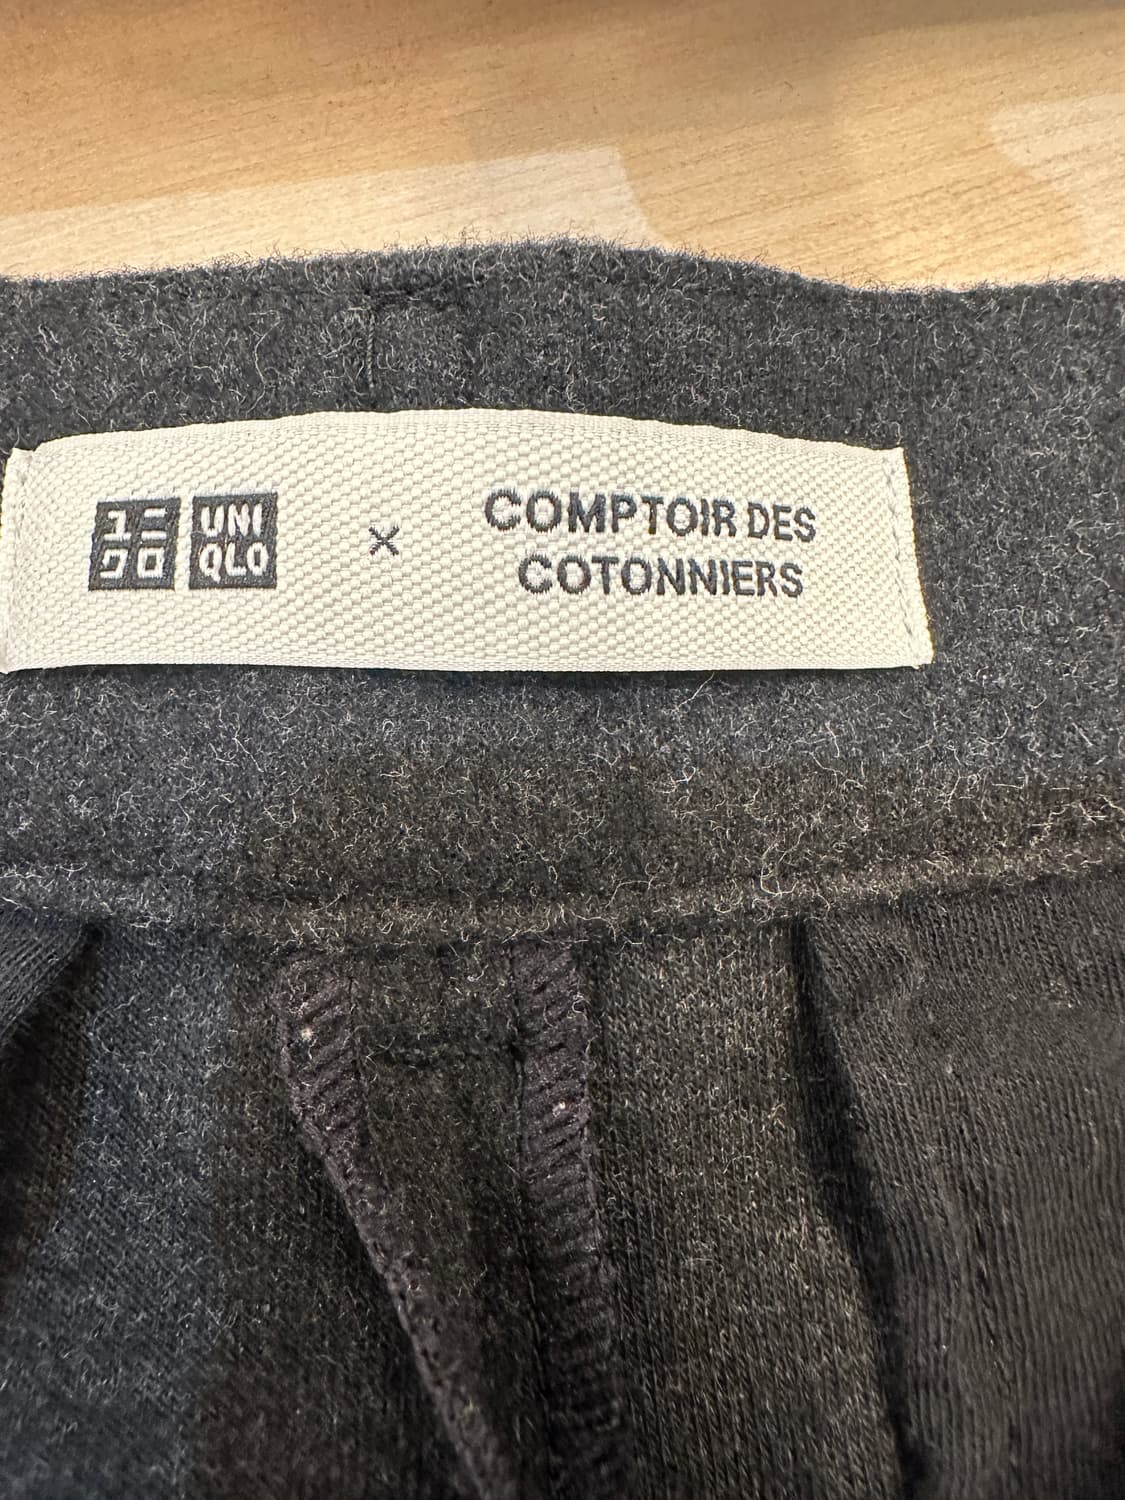 ユニ UNI × COMPTOIR DES
クロ QLO COTONNIERS